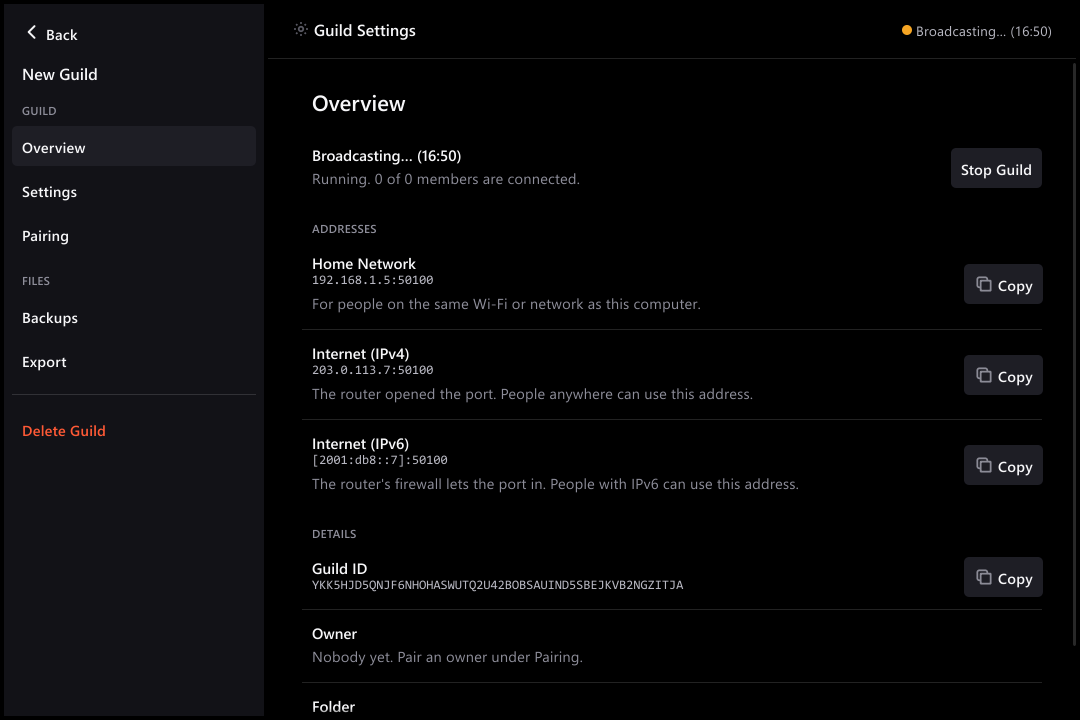 Back
New Guild
GUILD
Overview
Settings
Pairing
FILES
Backups
Export
Delete Guild
Guild Settings
Broadcasting... (16:50)
Overview
Broadcasting... (16:50)
Running. 0 of 0 members are connected.
Stop Guild
ADDRESSES
Home Network
192.168.1.5:50100
For people on the same Wi-Fi or network as this computer.
Copy
Internet (IPv4)
203.0.113.7:50100
The router opened the port. People anywhere can use this address.
Copy
Internet (IPv6)
[2001:db8::7]:50100
The router's firewall lets the port in. People with IPv6 can use this address.
Copy
DETAILS
Guild ID
YKK5HJD5QNJF6NHOHASWUTQ2U42BOBSAUIND5SBEJKVB2NGZITJA
Copy
Owner
Nobody yet. Pair an owner under Pairing.
Folder